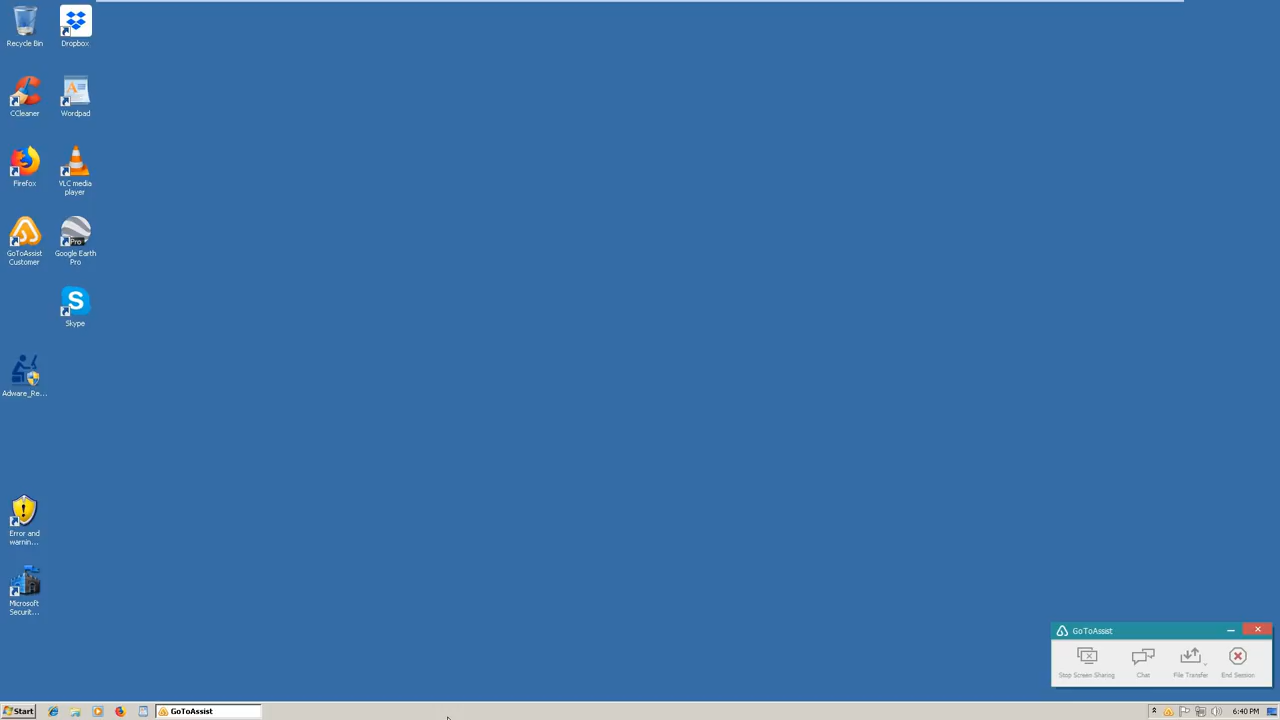 Recycle Bin
Dropbox
CCleaner
Wordpad
Firefox
VLC media
player
GoToAssist
Customer
Pro
Google Earth
Pro
S
Skype
Adware_Re...
Error and
warnin...
Microsoft
Securit...
GoToAssist
Stop Screen Sharing
Chat
File Transfer
End Session
Start
GoToAssist
6:40 PM